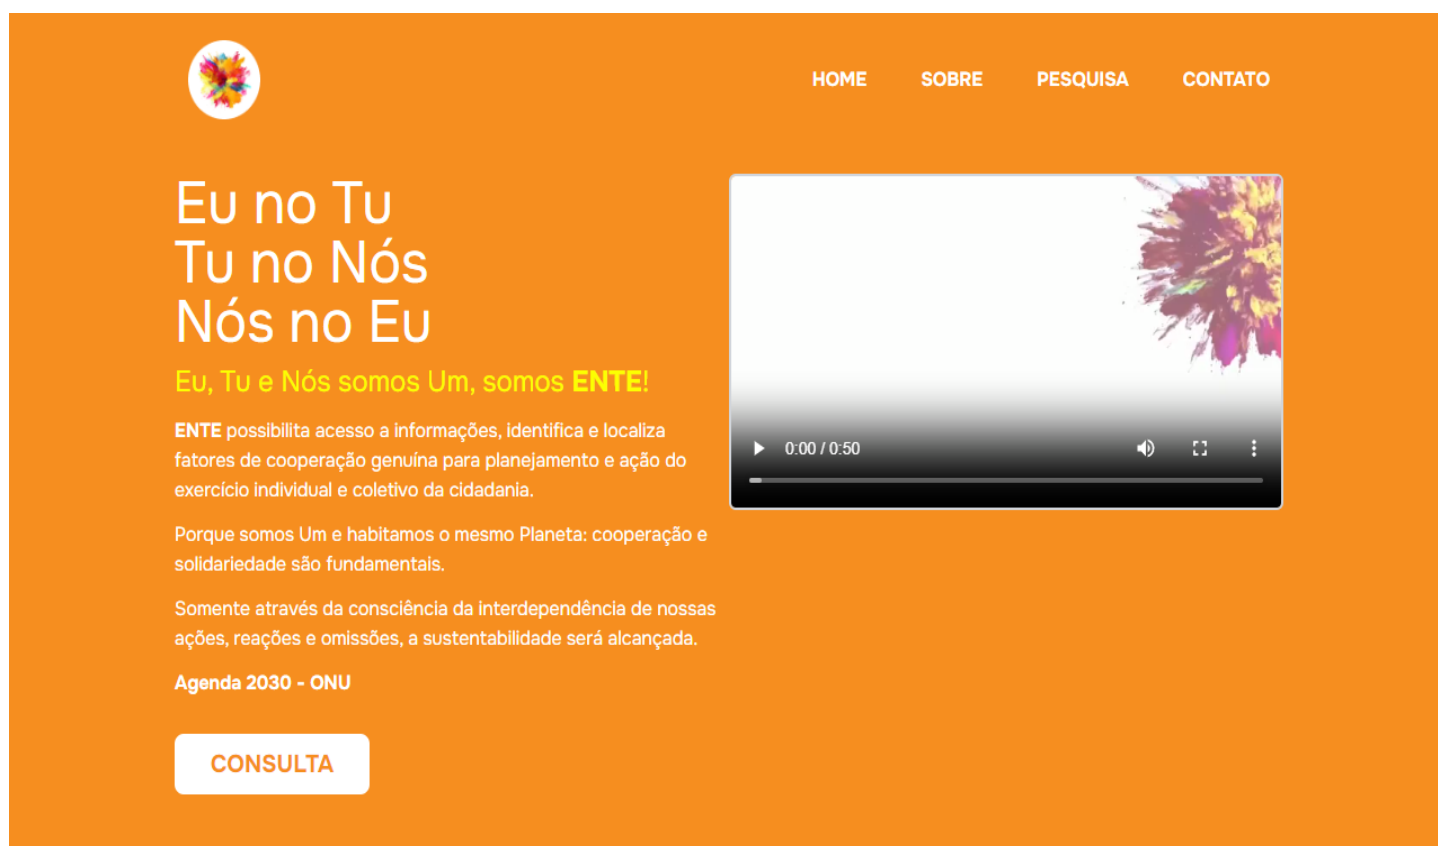 HOME SOBRE PESQUISA CONTATO
Eu no Tu
Tu no Nós
Nós no Eu
Eu, Tu e Nós somos Um, somos ENTE!
ENTE possibilita acesso a informações, identifica e localiza
fatores de cooperação genuína para planejamento e ação do
exercício individual e coletivo da cidadania.
Porque somos Um e habitamos o mesmo Planeta: cooperação e
solidariedade são fundamentais.
Somente através da consciência da interdependência de nossas
ações, reações e omissões, a sustentabilidade será alcançada.
Agenda 2030 - ONU
CONSULTA
0:00 / 0:50